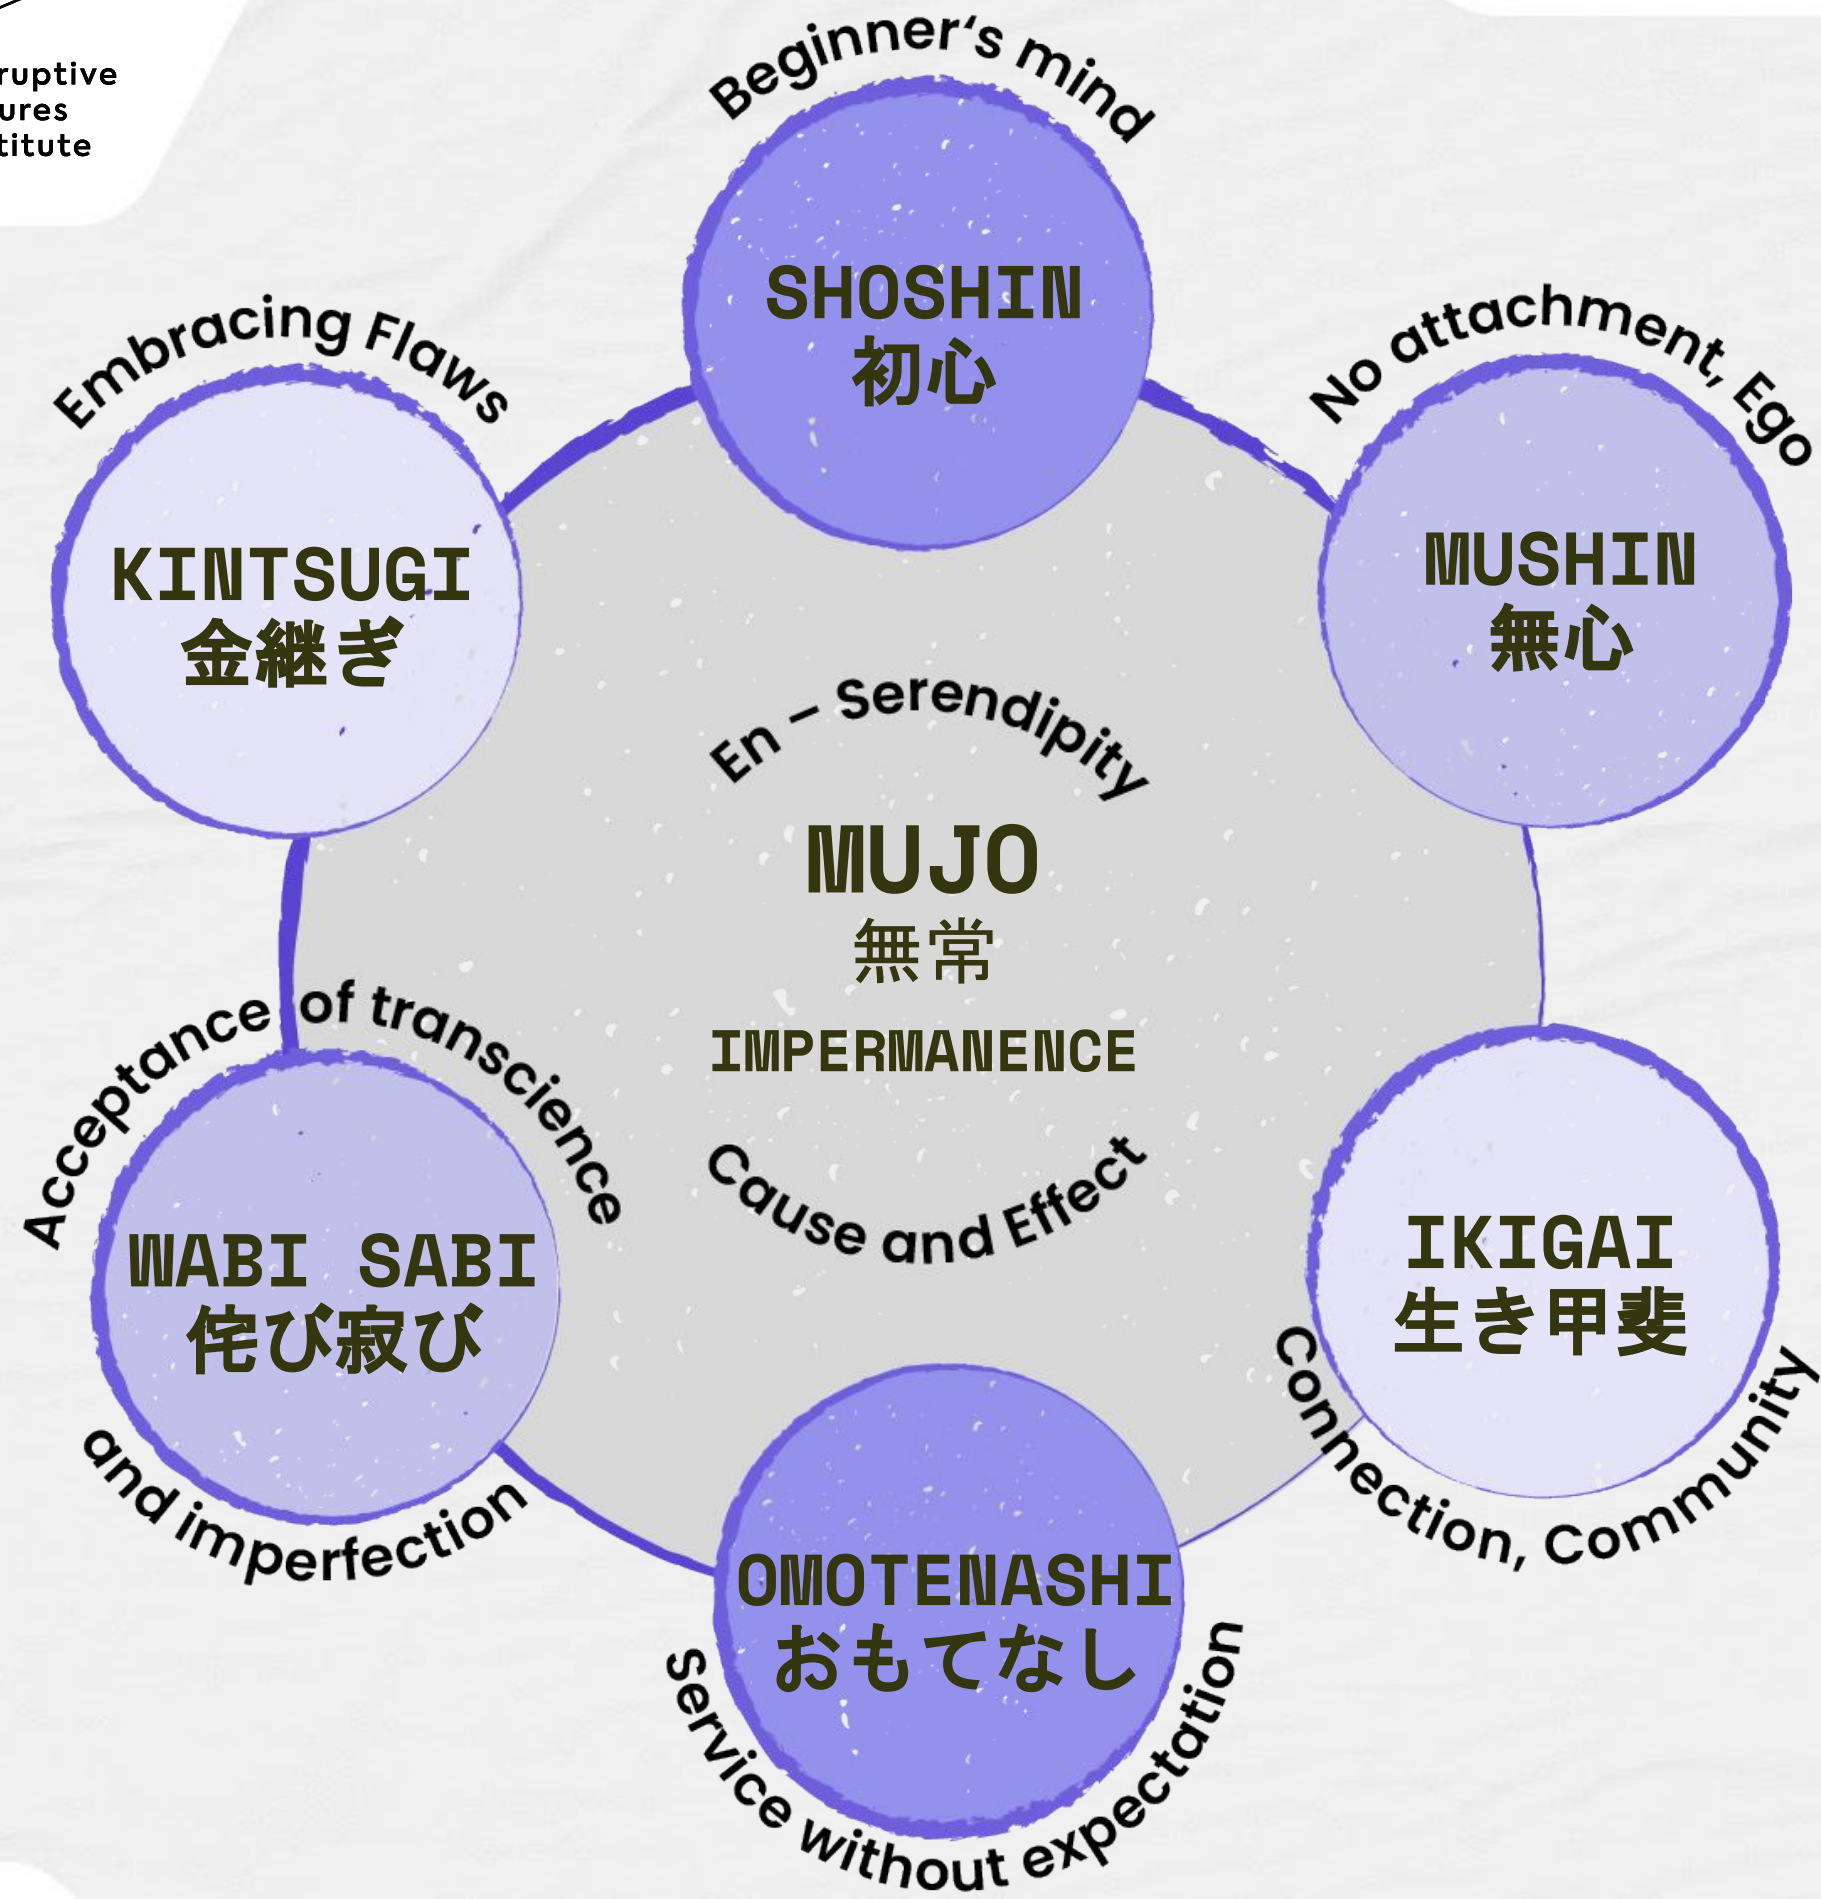 ruptive
ures
titute
Beginner‘s mind
SHOSHIN
初心
Embracing Flaws
KINTSUGI
金継ぎ
No attachment, Ego
MUSHIN
無心
En – Serendipity
MUJO
無常
IMPERMANENCE
Cause and Effect
Acceptance of transcience
WABI SABI
侘び寂び
and imperfection
IKIGAI
生き甲斐
Connection, Community
OMOTENASHI
おもてなし
Service without expectation